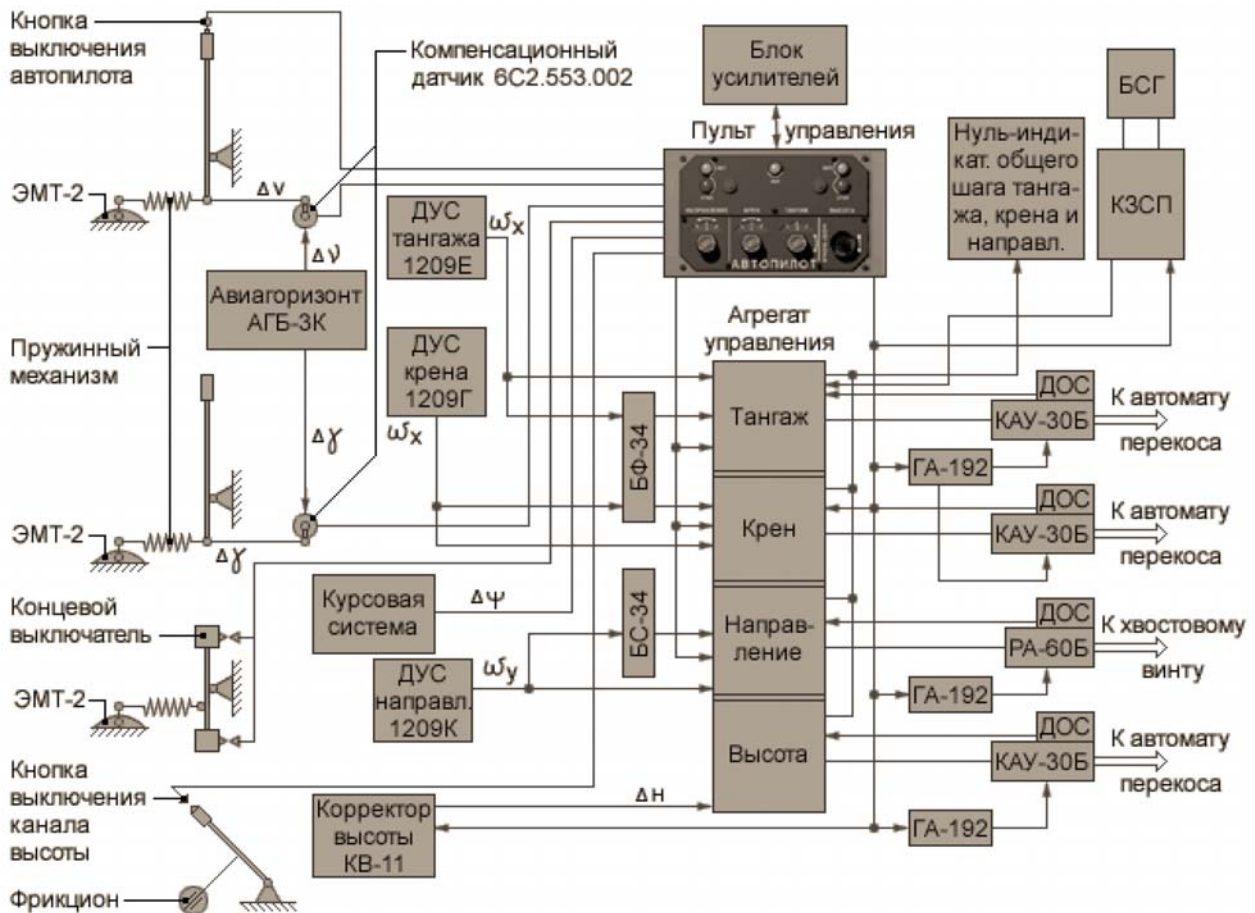 Кнопка
выключения
автопилота
Компенсационный
датчик 6С2.553.002
Блок
усилителей
БСГ
Пульт управления
Нуль-инди-
кат. общего
шага танга-
жа, крена и
направл.
КЗСП
ЭМТ-2
Δν
Δν
ДУС
тангажа
1209Е
ωx
АВТОПИЛОТ
Авиагоризонт
АГБ-3К
Агрегат
управления
Пружинный
механизм
ДУС
крена
1209Г
ωx
Δγ
БФ-34
Тангаж
ДОС
КАУ-30Б
К автомату
перекоса
ГА-192
Крен
ДОС
КАУ-30Б
К автомату
перекоса
ЭМТ-2
Δγ
Концевой
выключатель
Курсовая
система
Δψ
БС-34
Направ-
ление
ДОС
РА-60Б
К хвостовому
винту
ГА-192
ЭМТ-2
ДУС
направл.
1209К
ωy
Высота
ДОС
КАУ-30Б
К автомату
перекоса
ГА-192
Кнопка
выключения
канала
высоты
Корректор
высоты
КВ-11
ΔН
Фрикцион